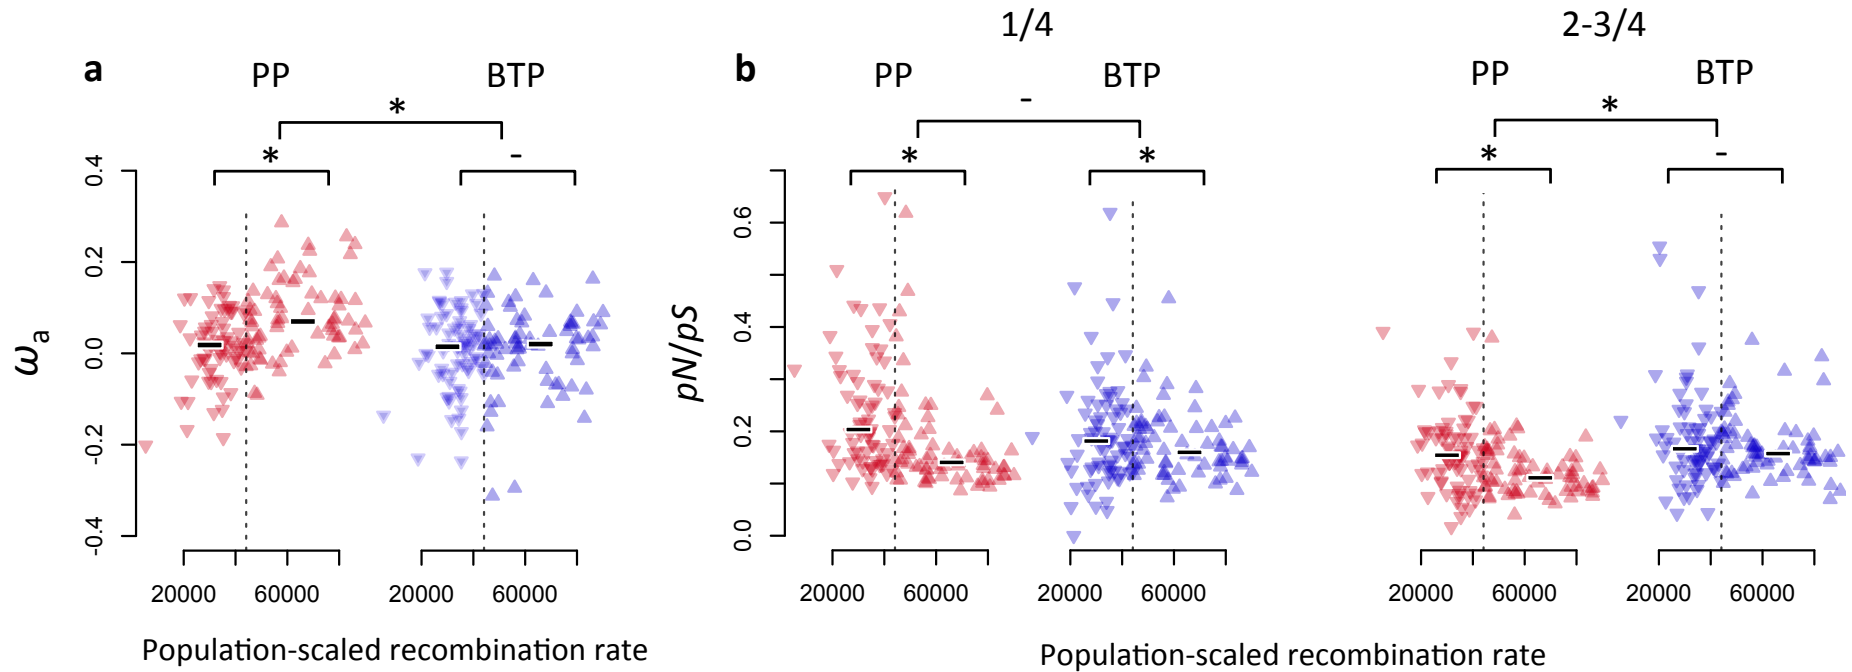 1/4 2-3/4
a PP BTP b PP BTP PP BTP
* - *
* - * * * -
0.4
0.2
0.0
-0.2
-0.4
ωa
0.6
0.4
0.2
0.0
pN/pS
20000 60000 20000 60000 20000 60000 20000 60000 20000 60000 20000 60000
Population-scaled recombination rate Population-scaled recombination rate